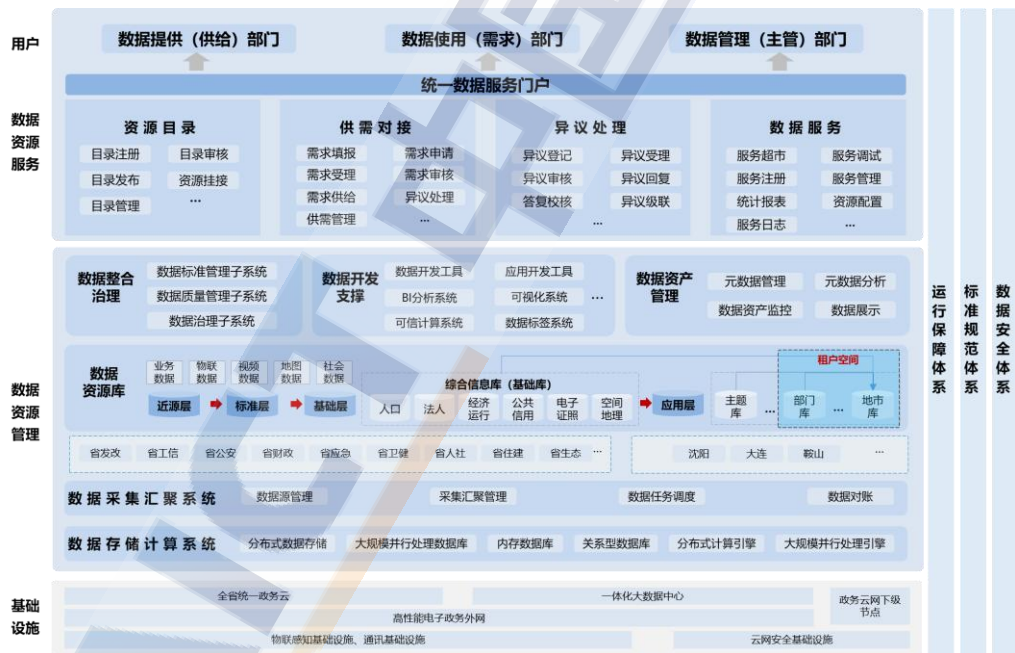 用户
数据提供（供给）部门 数据使用（需求）部门 数据管理（主管）部门
统一数据服务门户
数据
资源
服务
资源目录
目录注册 目录审核
目录发布 资源挂接
目录管理 ...
供需对接
需求填报 需求申请
需求受理 需求审核
需求供给 异议处理
供需管理 ...
异议处理
异议登记 异议受理
异议审核 异议回复
答复校核 异议级联
...
数据服务
服务超市 服务调试
服务注册 服务管理
统计报表 资源配置
服务日志 ...
数据
资源
管理
数据整合
治理
数据标准管理子系统
数据质量管理子系统
数据治理子系统
数据开发
支撑
数据开发工具 应用开发工具
BI分析系统 可视化系统 ...
可信计算系统 数据标签系统
数据资产
管理
元数据管理 元数据分析
数据资产监控 数据展示
数据
资源库
业务
数据
物联
数据
视频
数据
地图
数据
社会
数据
近源层 标准层 基础层
综合信息库（基础库）
人口 法人
经济
运行
公共
信用
电子
证照
空间
地理
应用层
租户空间
主题
库
...
部门
库
...
地市
库
省发改 省工信 省公安 省财政 省应急 省卫健 省人社 省住建 省生态 ...
沈阳 大连 鞍山 ...
数据采集汇聚系统 数据源管理 采集汇聚管理 数据任务调度 数据对账
数据存储计算系统 分布式数据存储 大规模并行处理数据库 内存数据库 关系型数据库 分布式计算引擎 大规模并行处理引擎
基础
设施
全省统一政务云 一体化大数据中心
政务云网下级
节点
高性能电子政务外网
物联感知基础设施、通讯基础设施 云网安全基础设施
运行保障体系
标准规范体系
数据安全体系